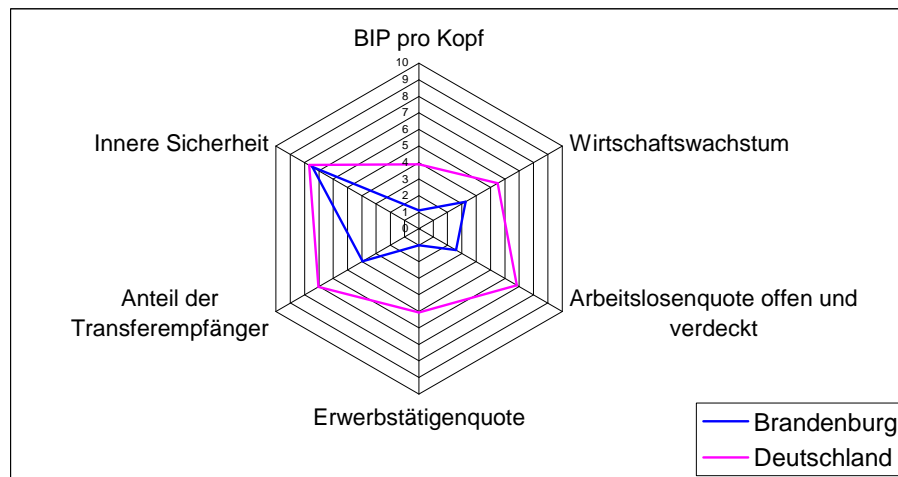 BIP pro Kopf
10
9
8
7
6
5
4
3
2
1
0
Innere Sicherheit
Wirtschaftswachstum
Anteil der
Transferempfänger
Arbeitslosenquote offen und
verdeckt
Erwerbstätigenquote
Brandenburg
Deutschland